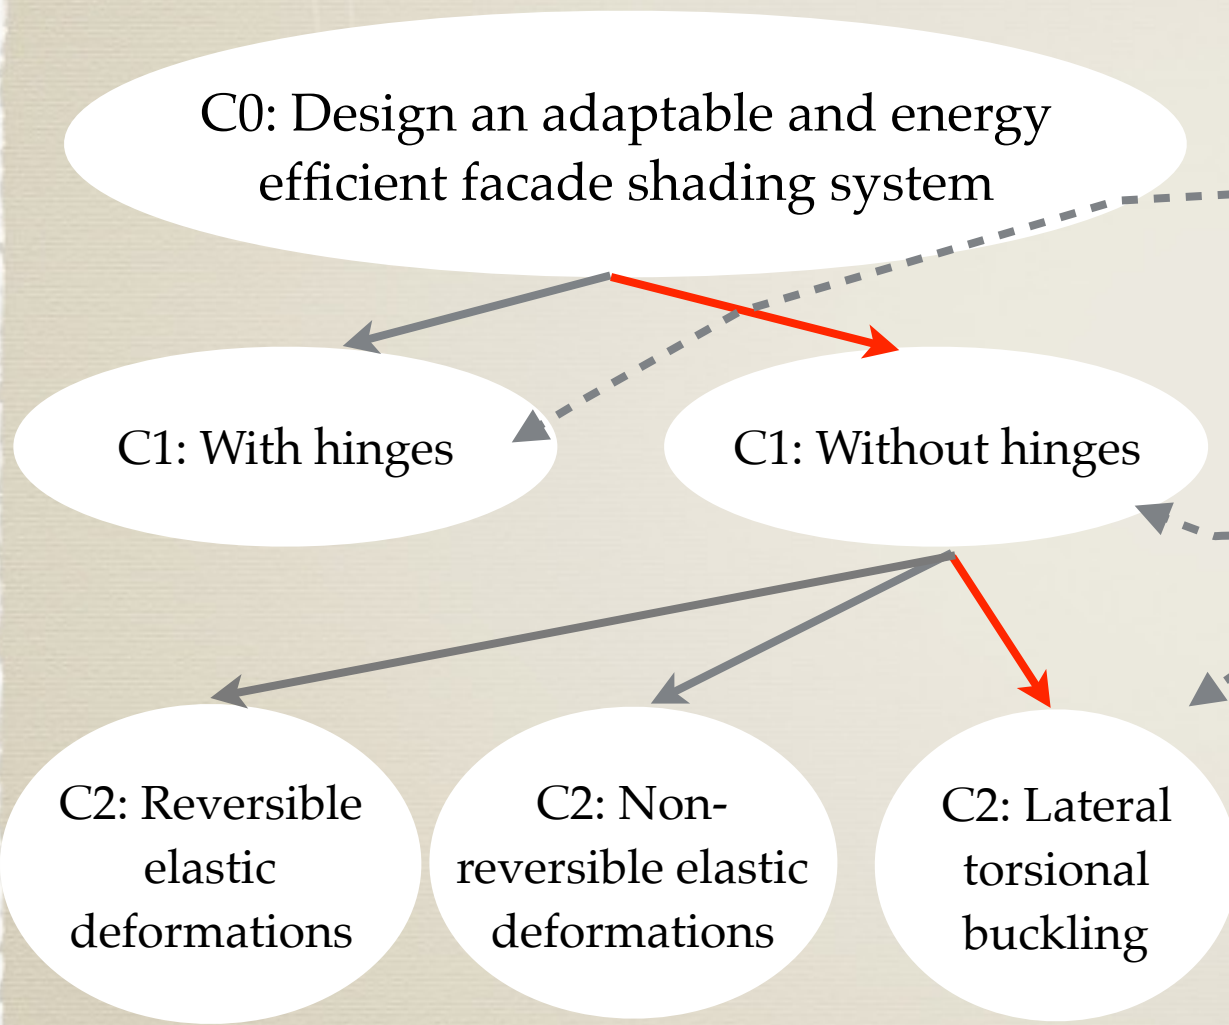 C0: Design an adaptable and energy
efficient facade shading system
C1: With hinges
C1: Without hinges
C2: Reversible
elastic
deformations
C2: Non-
reversible elastic
deformations
C2: Lateral
torsional
buckling